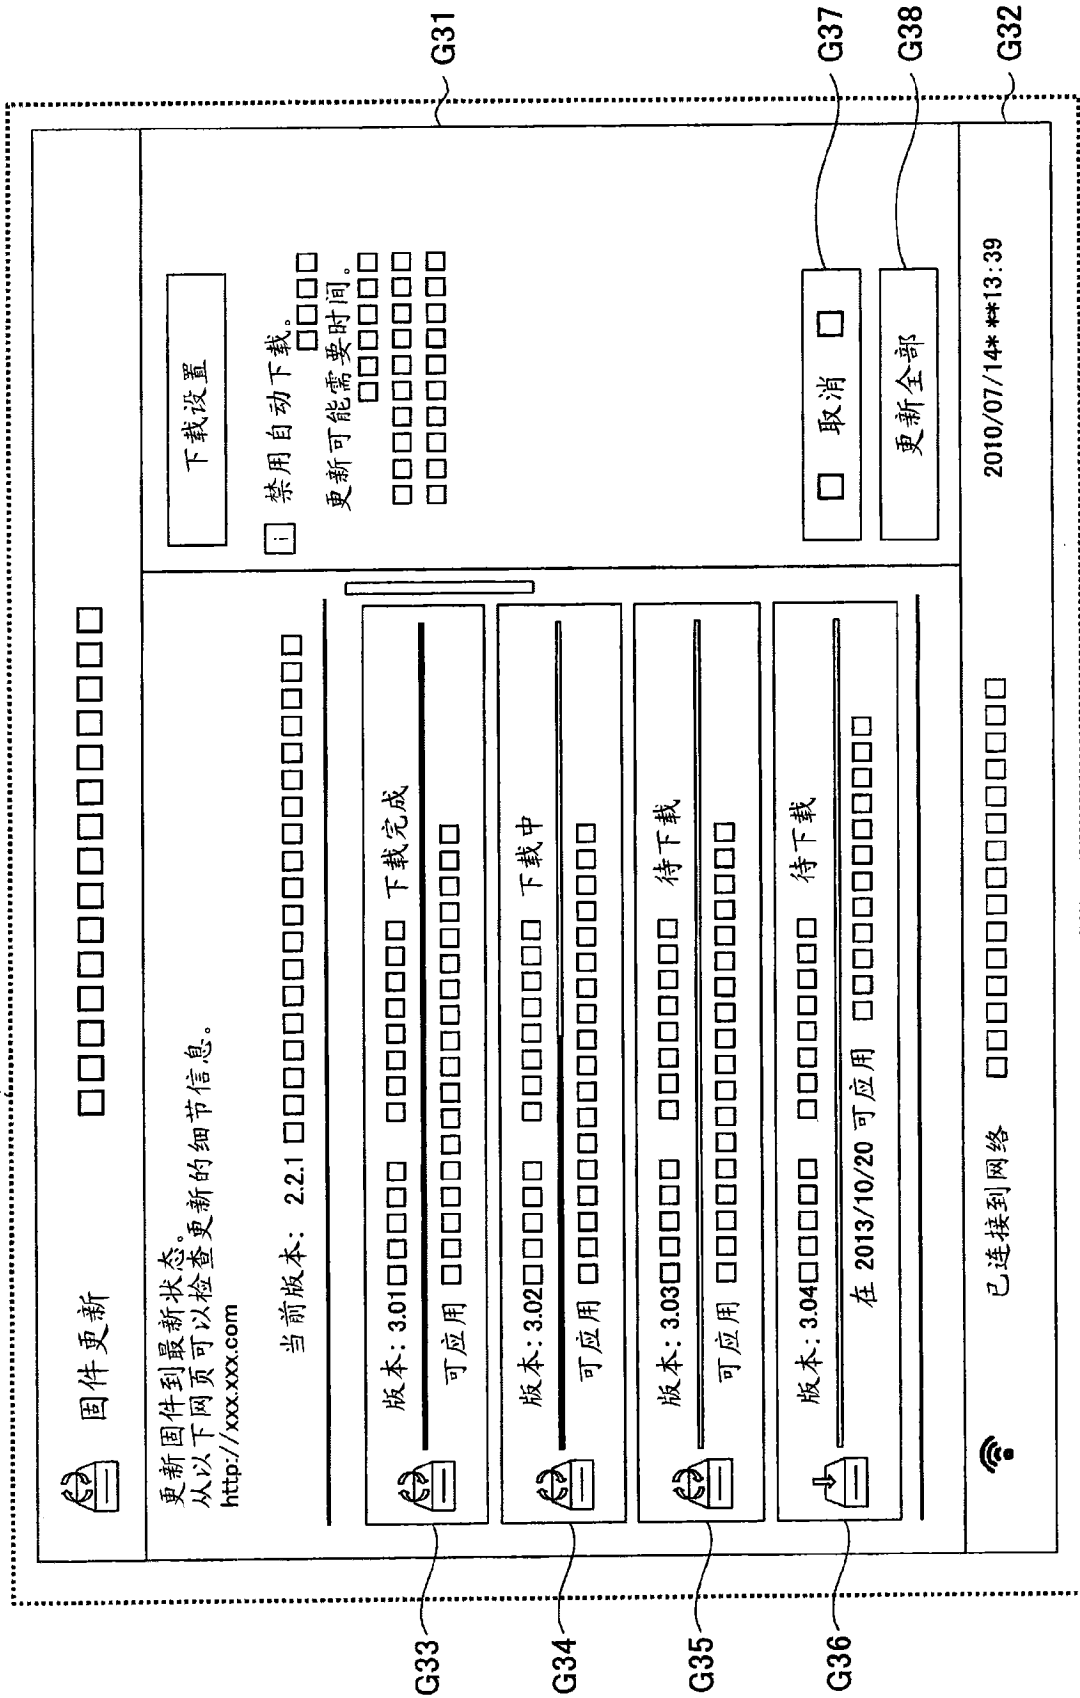 固件更新 □□□□□□□□□□□□□□□
更新固件到最新状态。
从以下网页可以检查更新的细节信息。
http://xxx.xxx.com
当前版本: 2.2.1 □□□□□□□□□□□□□□□□□□□
版本: 3.01□□□□□ □□□□□□□□ 下载完成
可应用 □□□□□□□□□□□□□□□□□□
版本: 3.02□□□□□ □□□□□□□□ 下载中
可应用 □□□□□□□□□□□□□□□□□□
版本: 3.03□□□□□ □□□□□□□□ 待下载
可应用 □□□□□□□□□□□□□□□□□□
版本: 3.04□□□□□ □□□□□□□□ 待下载
在 2013/10/20 可应用 □□□□□□□□□□□□
下载设置
i 禁用自动下载。
□□□□
更新可能需要时间。
□□□□□□
□□□□□□□□□□
□□□□□□□□□□
□ 取消 □
更新全部
已连接到网络 □□□□□□□□□□□□□□□
2010/07/14* **13:39
G31
G37
G38
G32
G33
G34
G35
G36